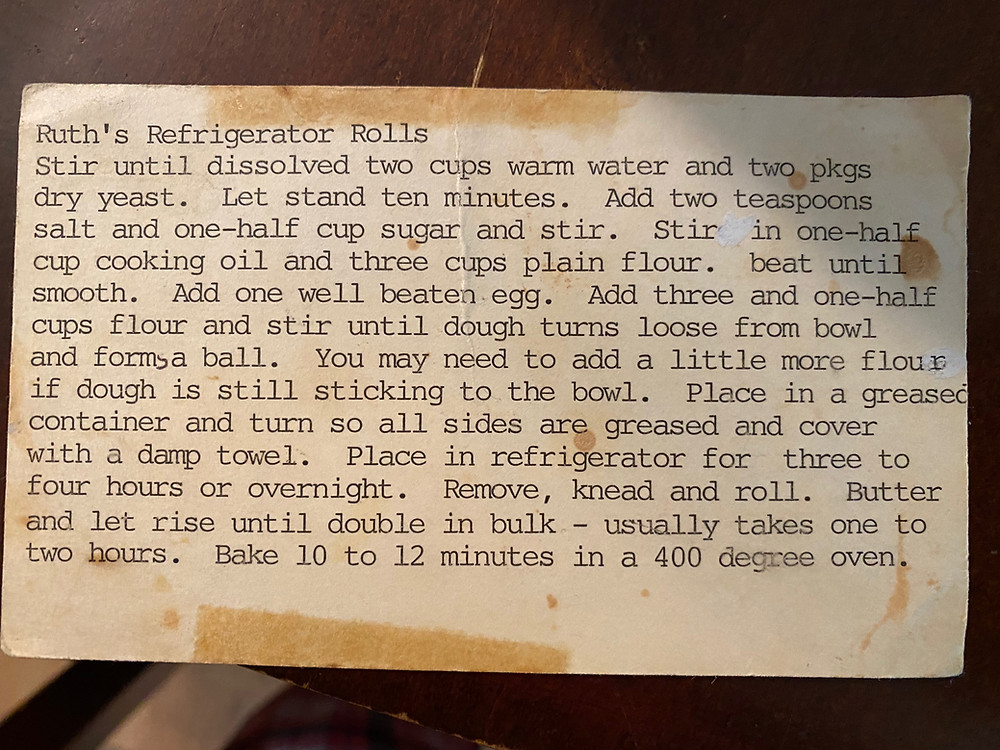 Ruth's Refrigerator Rolls
Stir until dissolved two cups warm water and two pkgs
dry yeast.  Let stand ten minutes.  Add two teaspoons
salt and one-half cup sugar and stir.  Stir  in one-half
cup cooking oil and three cups plain flour.  beat until
smooth.  Add one well beaten egg.  Add three and one-half
cups flour and stir until dough turns loose from bowl
and forms a ball.  You may need to add a little more flour
if dough is still sticking to the bowl.  Place in a greased
container and turn so all sides are greased and cover
with a damp towel.  Place in refrigerator for  three to
four hours or overnight.  Remove, knead and roll.  Butter
and let rise until double in bulk - usually takes one to
two hours.  Bake 10 to 12 minutes in a 400 degree oven.